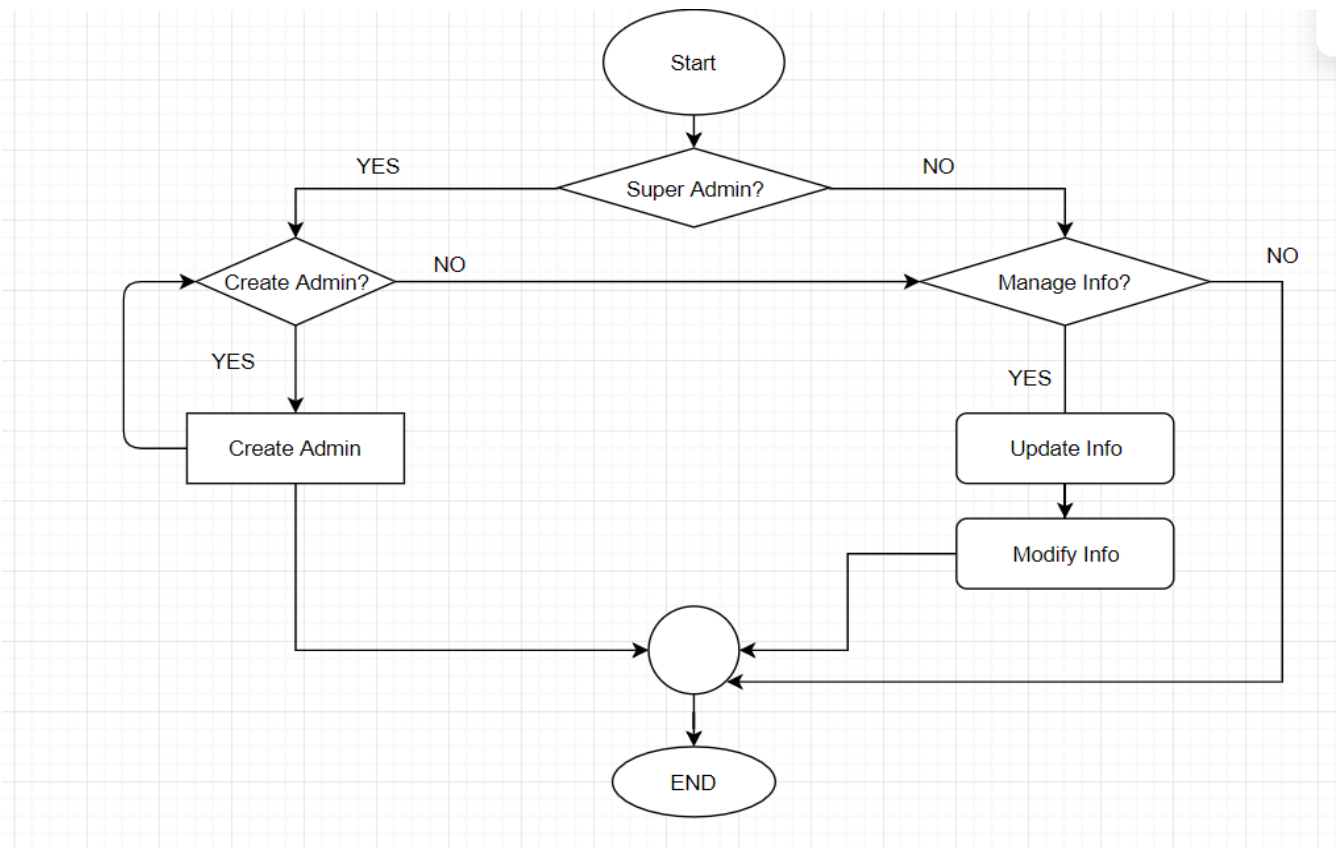 Start
YES
Super Admin?
NO
Create Admin?
NO
Manage Info?
NO
YES
YES
Create Admin
Update Info
Modify Info
END